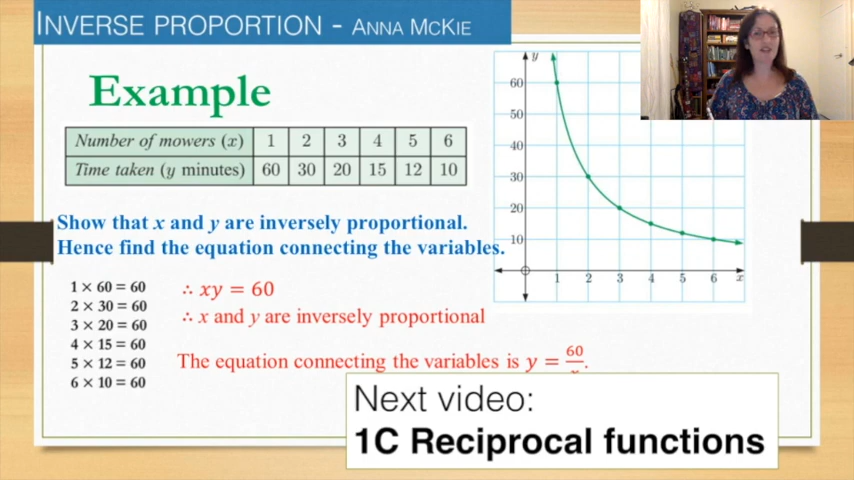 INVERSE PROPORTION - ANNA MCKIE
Example
Number of mowers (x) 1 2 3 4 5 6
Time taken (y minutes) 60 30 20 15 12 10
Show that x and y are inversely proportional.
Hence find the equation connecting the variables.
1 × 60 = 60
2 × 30 = 60
3 × 20 = 60
4 × 15 = 60
5 × 12 = 60
6 × 10 = 60
∴ xy = 60
∴ x and y are inversely proportional
The equation connecting the variables is y = 60/x.
y
60
50
40
30
20
10
1 2 3 4 5 6 x
Next video:
1C Reciprocal functions